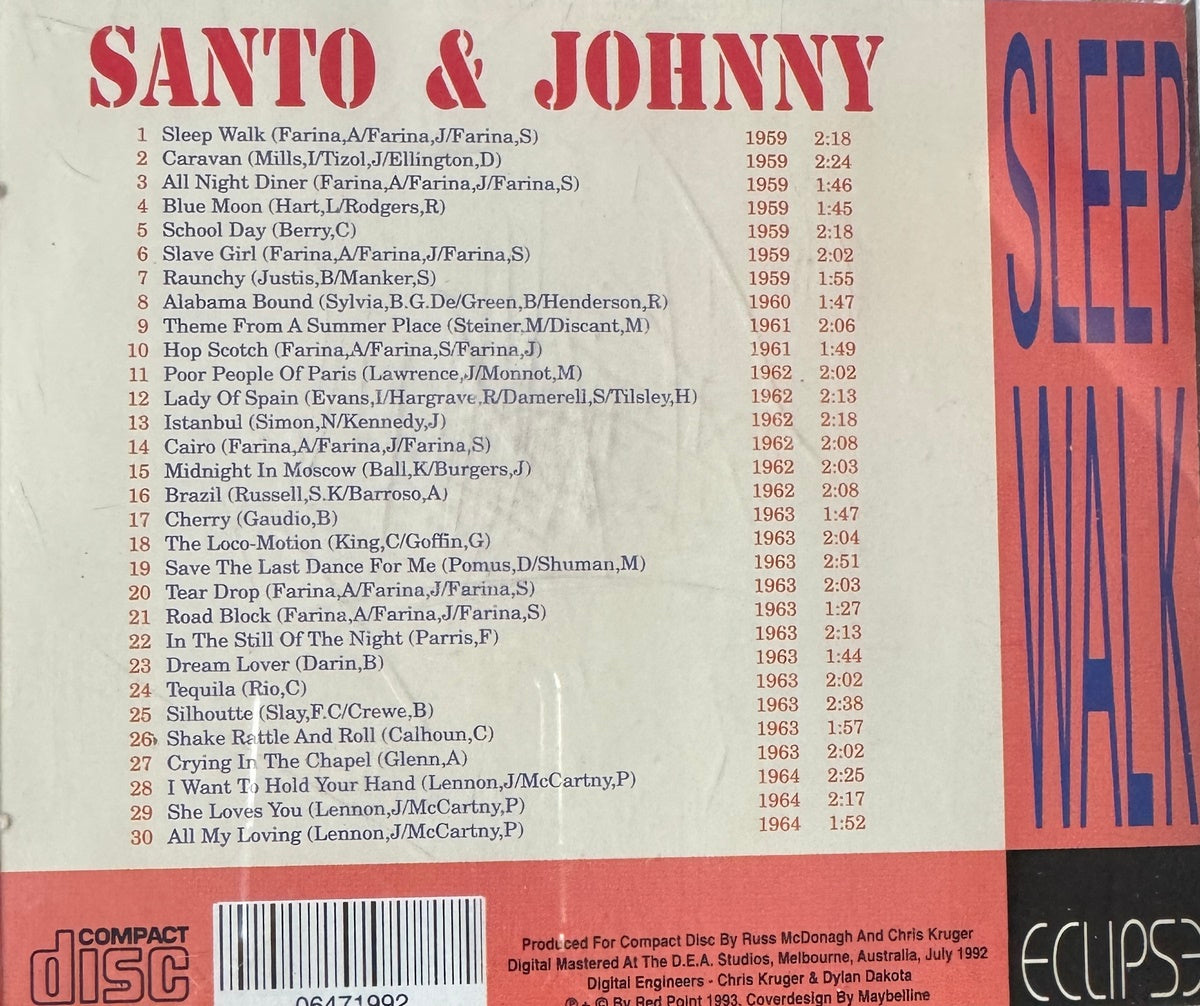 SANTO & JOHNNY
1 Sleep Walk (Farina,A/Farina,J/Farina,S) 1959 2:18
2 Caravan (Mills,I/Tizol,J/Ellington,D) 1959 2:24
3 All Night Diner (Farina,A/Farina,J/Farina,S) 1959 1:46
4 Blue Moon (Hart,L/Rodgers,R) 1959 1:45
5 School Day (Berry,C) 1959 2:18
6 Slave Girl (Farina,A/Farina,J/Farina,S) 1959 2:02
7 Raunchy (Justis,B/Manker,S) 1959 1:55
8 Alabama Bound (Sylvia,B.G.De/Green,B/Henderson,R) 1960 1:47
9 Theme From A Summer Place (Steiner,M/Discant,M) 1961 2:06
10 Hop Scotch (Farina,A/Farina,S/Farina,J) 1961 1:49
11 Poor People Of Paris (Lawrence,J/Monnot,M) 1962 2:02
12 Lady Of Spain (Evans,I/Hargrave,R/Damerell,S/Tilsley,H) 1962 2:13
13 Istanbul (Simon,N/Kennedy,J) 1962 2:18
14 Cairo (Farina,A/Farina,J/Farina,S) 1962 2:08
15 Midnight In Moscow (Ball,K/Burgers,J) 1962 2:03
16 Brazil (Russell,S.K/Barroso,A) 1962 2:08
17 Cherry (Gaudio,B) 1963 1:47
18 The Loco-Motion (King,C/Goffin,G) 1963 2:04
19 Save The Last Dance For Me (Pomus,D/Shuman,M) 1963 2:51
20 Tear Drop (Farina,A/Farina,J/Farina,S) 1963 2:03
21 Road Block (Farina,A/Farina,J/Farina,S) 1963 1:27
22 In The Still Of The Night (Parris,F) 1963 2:13
23 Dream Lover (Darin,B) 1963 1:44
24 Tequila (Rio,C) 1963 2:02
25 Silhoutte (Slay,F.C/Crewe,B) 1963 2:38
26 Shake Rattle And Roll (Calhoun,C) 1963 1:57
27 Crying In The Chapel (Glenn,A) 1963 2:02
28 I Want To Hold Your Hand (Lennon,J/McCartny,P) 1964 2:25
29 She Loves You (Lennon,J/McCartny,P) 1964 2:17
30 All My Loving (Lennon,J/McCartny,P) 1964 1:52
SLEEP WALK
COMPACT
disc
06471992
Produced For Compact Disc By Russ McDonagh And Chris Kruger
Digital Mastered At The D.E.A. Studios, Melbourne, Australia, July 1992
Digital Engineers - Chris Kruger & Dylan Dakota
℗ + © By Red Point 1993. Coverdesign By Maybelline
ECLIPSE